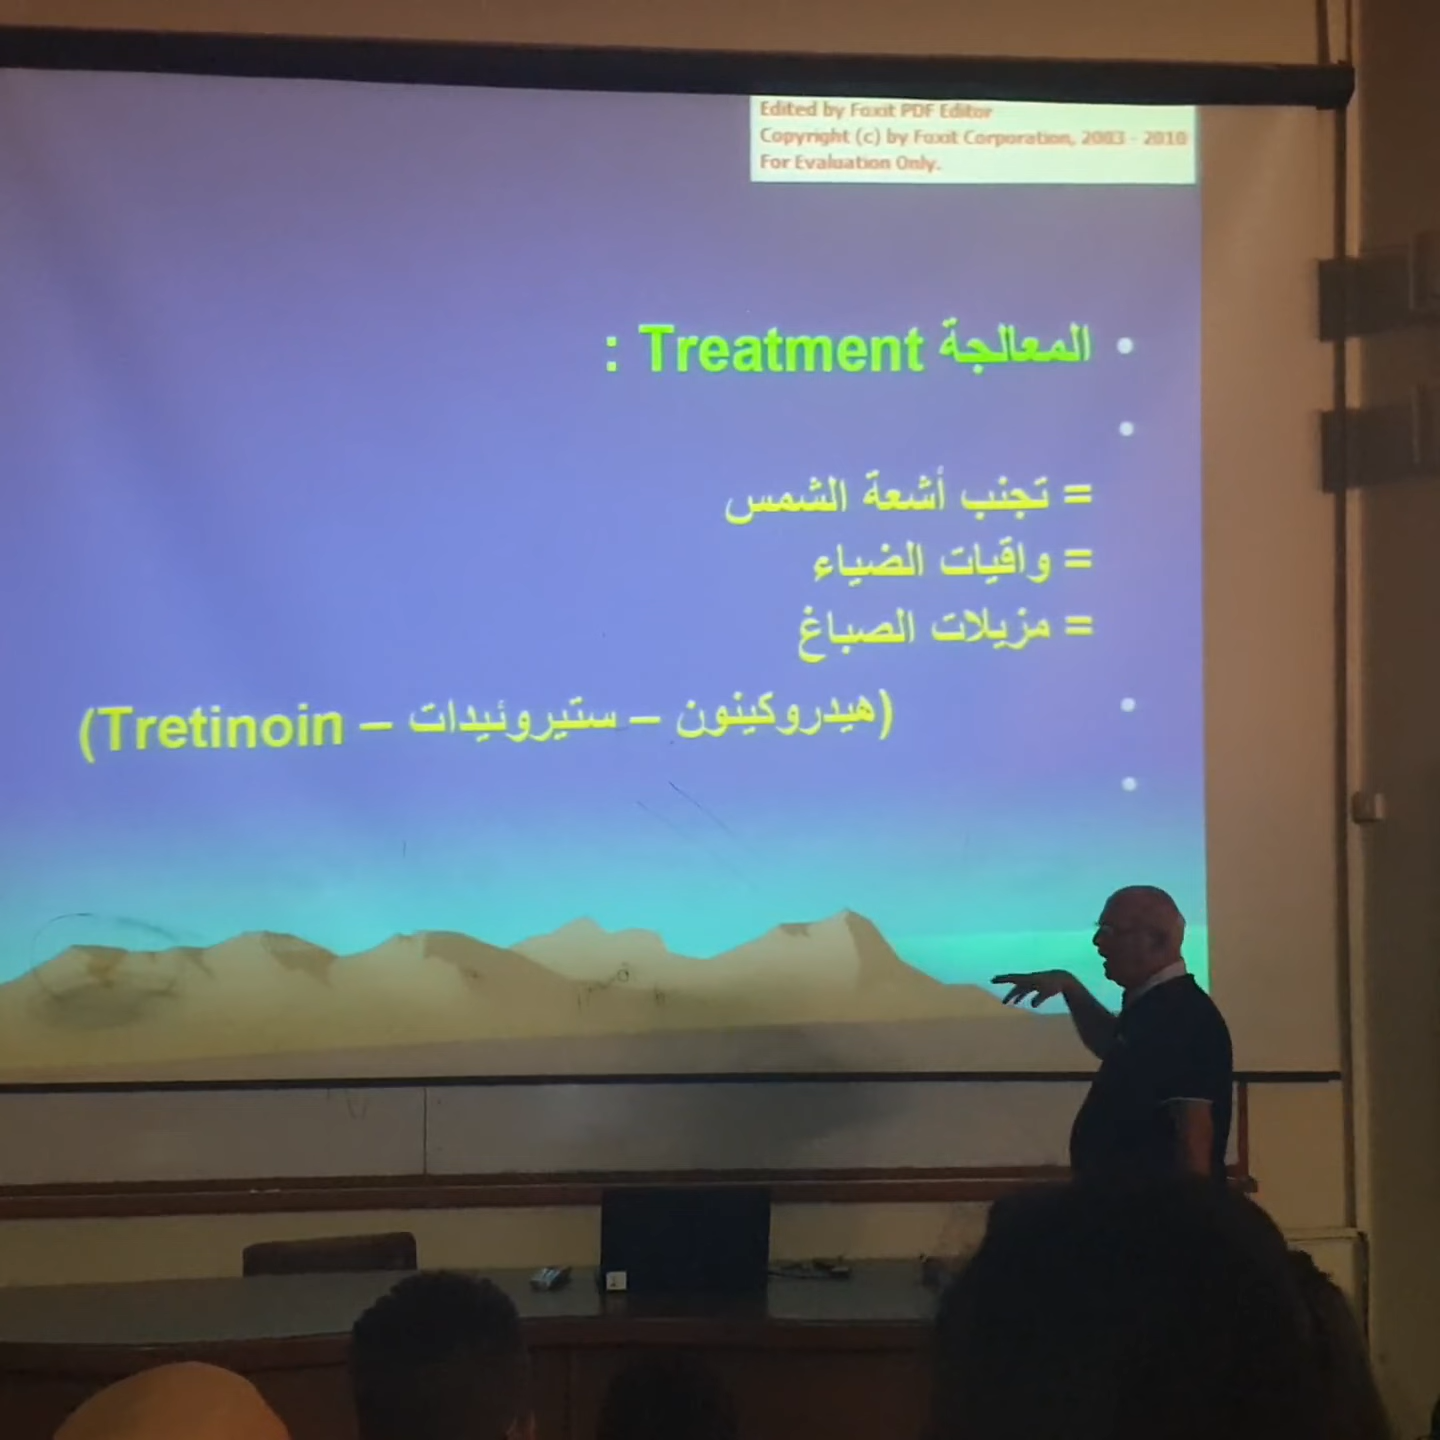 Edited by Foxit PDF Editor
Copyright (c) by Foxit Corporation, 2003 - 2010
For Evaluation Only.
• المعالجة Treatment :
•
= تجنب أشعة الشمس
= واقيات الضياء
= مزيلات الصباغ
• (هيدروكينون – ستيروئيدات – Tretinoin)
•